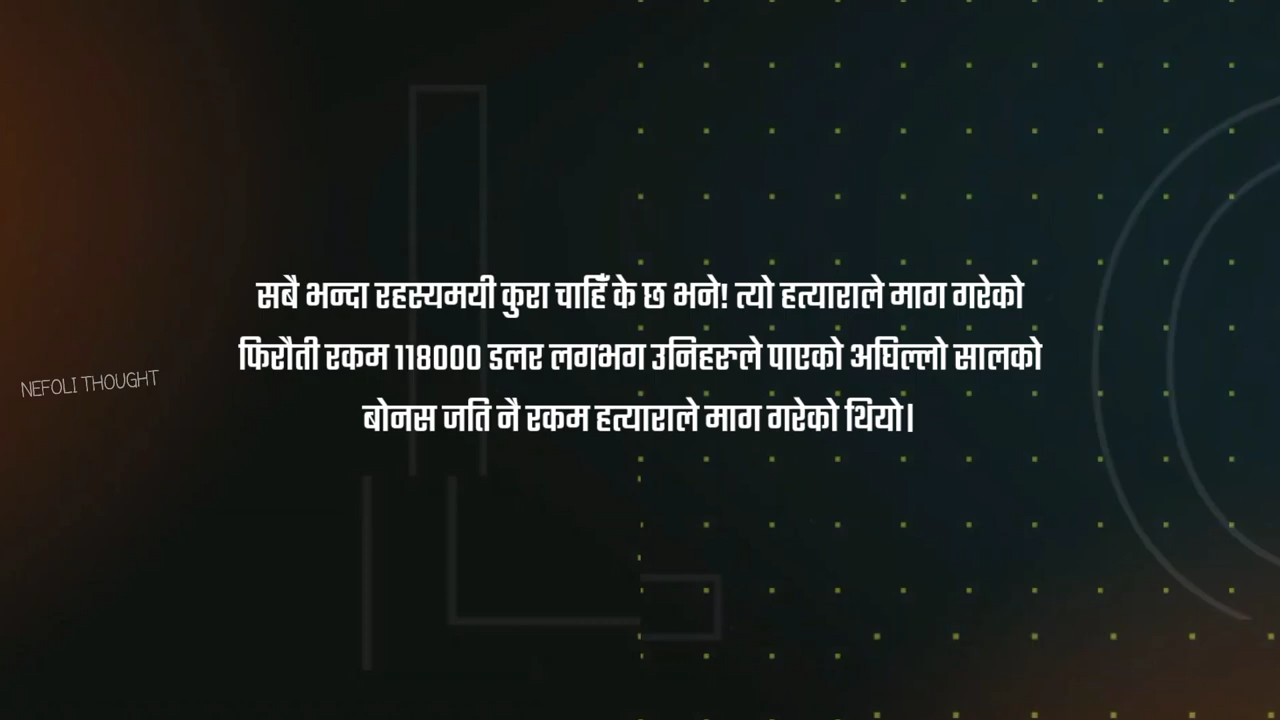 सबै भन्दा रहस्यमयी कुरा चाहिँ के छ भने! त्यो हत्याराले माग गरेको
फिरौती रकम 118000 डलर लगभग उनिहरुले पाएको अघिल्लो सालको
बोनस जति नै रकम हत्याराले माग गरेको थियो।
NEFOLI THOUGHT